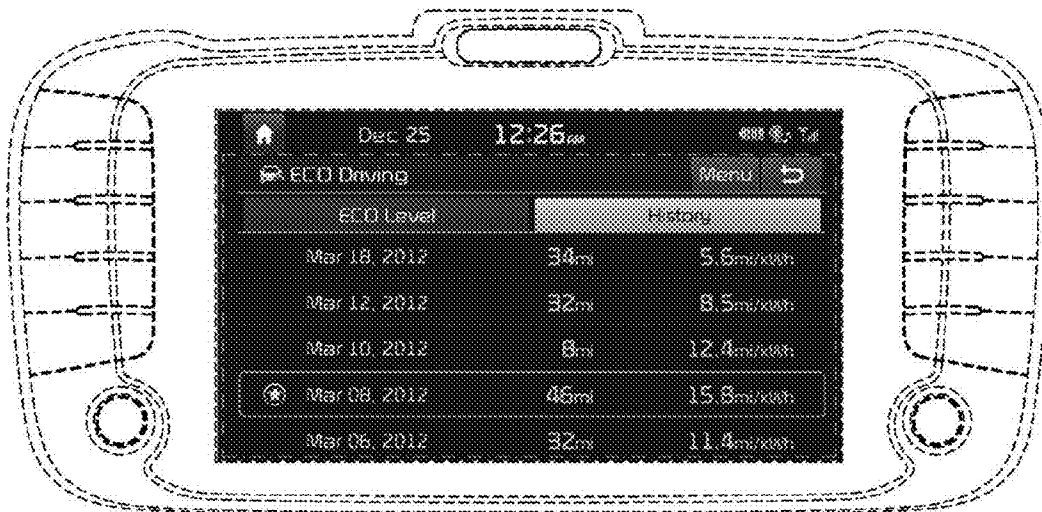 Dec 25 12:26
ECO Driving Menu
ECO Level History
Mar 18, 2012 34mi 5.6mi/kWh
Mar 12, 2012 32mi 8.5mi/kWh
Mar 10, 2012 8mi 12.4mi/kWh
Mar 08, 2012 46mi 15.8mi/kWh
Mar 06, 2012 32mi 11.4mi/kWh